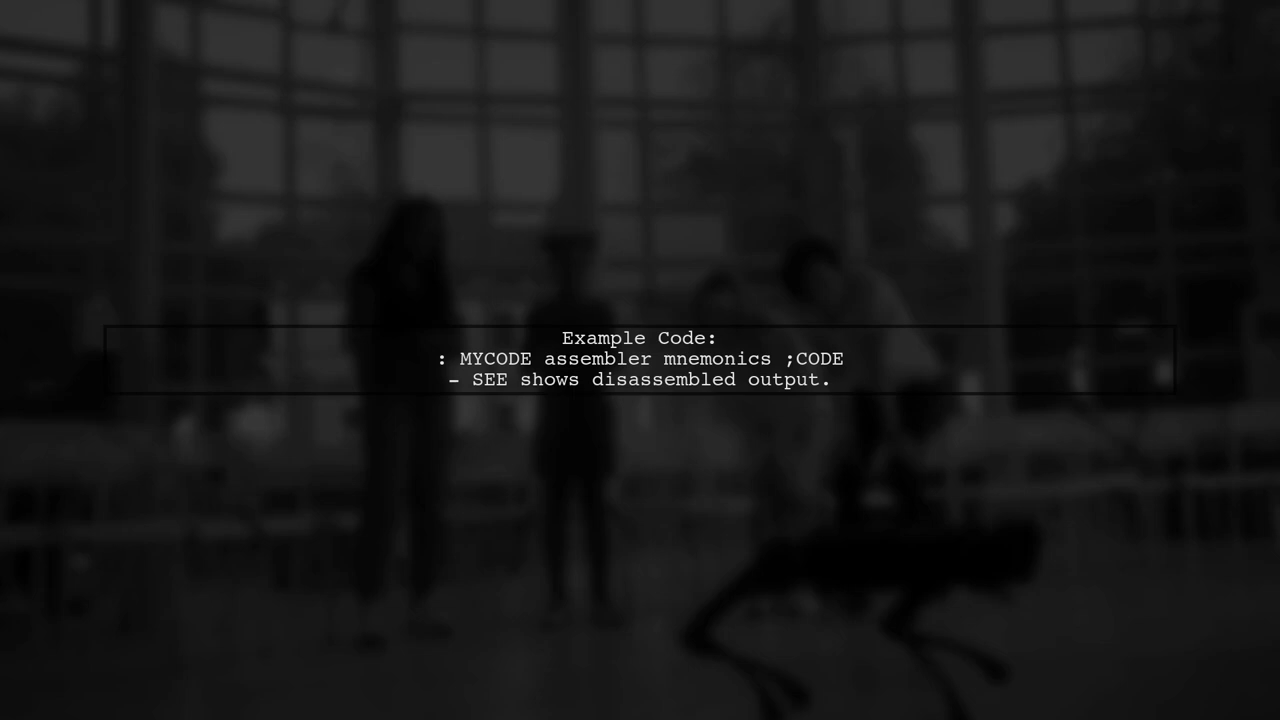 Example Code:
: MYCODE assembler mnemonics ;CODE
– SEE shows disassembled output.